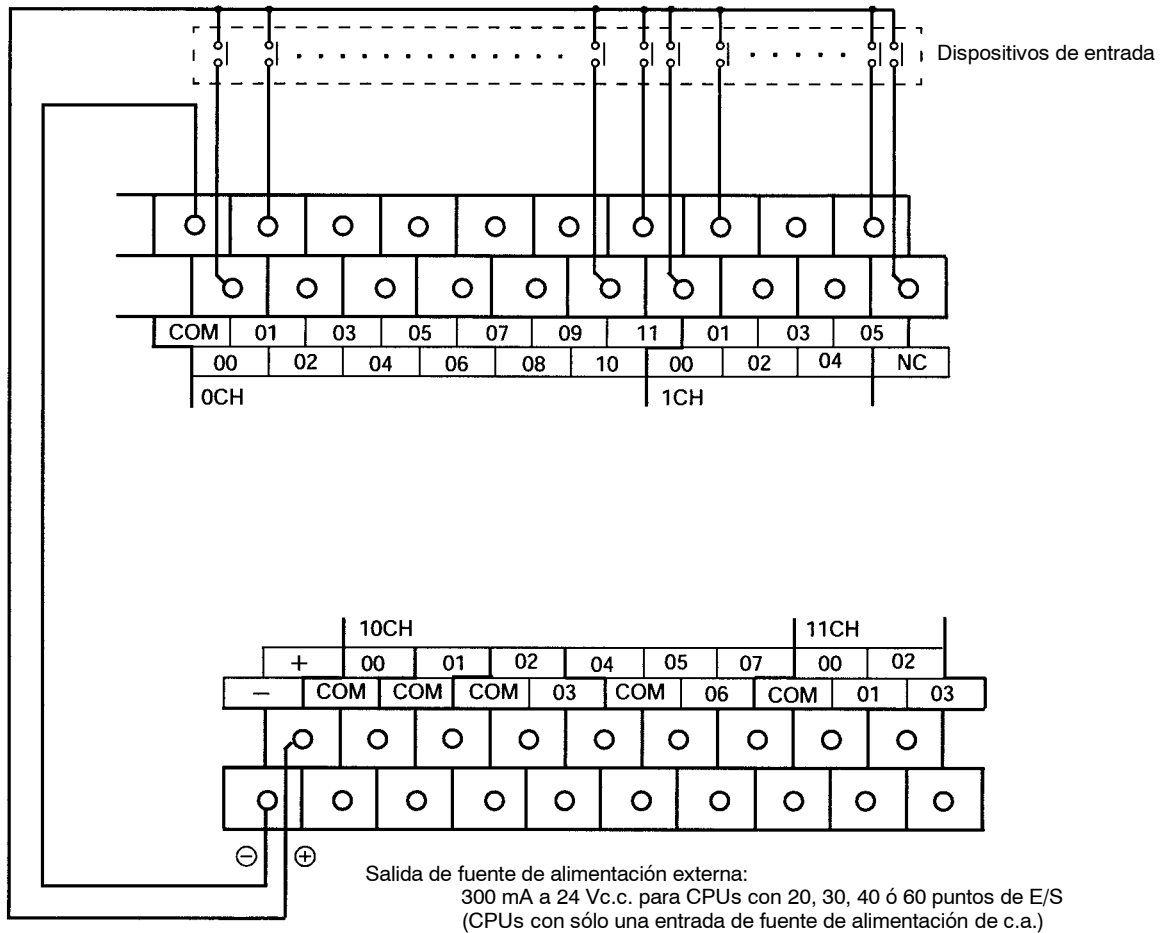 Dispositivos de entrada
COM 01 03 05 07 09 11 01 03 05
00 02 04 06 08 10 00 02 04 NC
0CH 1CH
10CH 11CH
+ 00 01 02 04 05 07 00 02
− COM COM COM 03 COM 06 COM 01 03
⊖ ⊕
Salida de fuente de alimentación externa:
300 mA a 24 Vc.c. para CPUs con 20, 30, 40 ó 60 puntos de E/S
(CPUs con sólo una entrada de fuente de alimentación de c.a.)